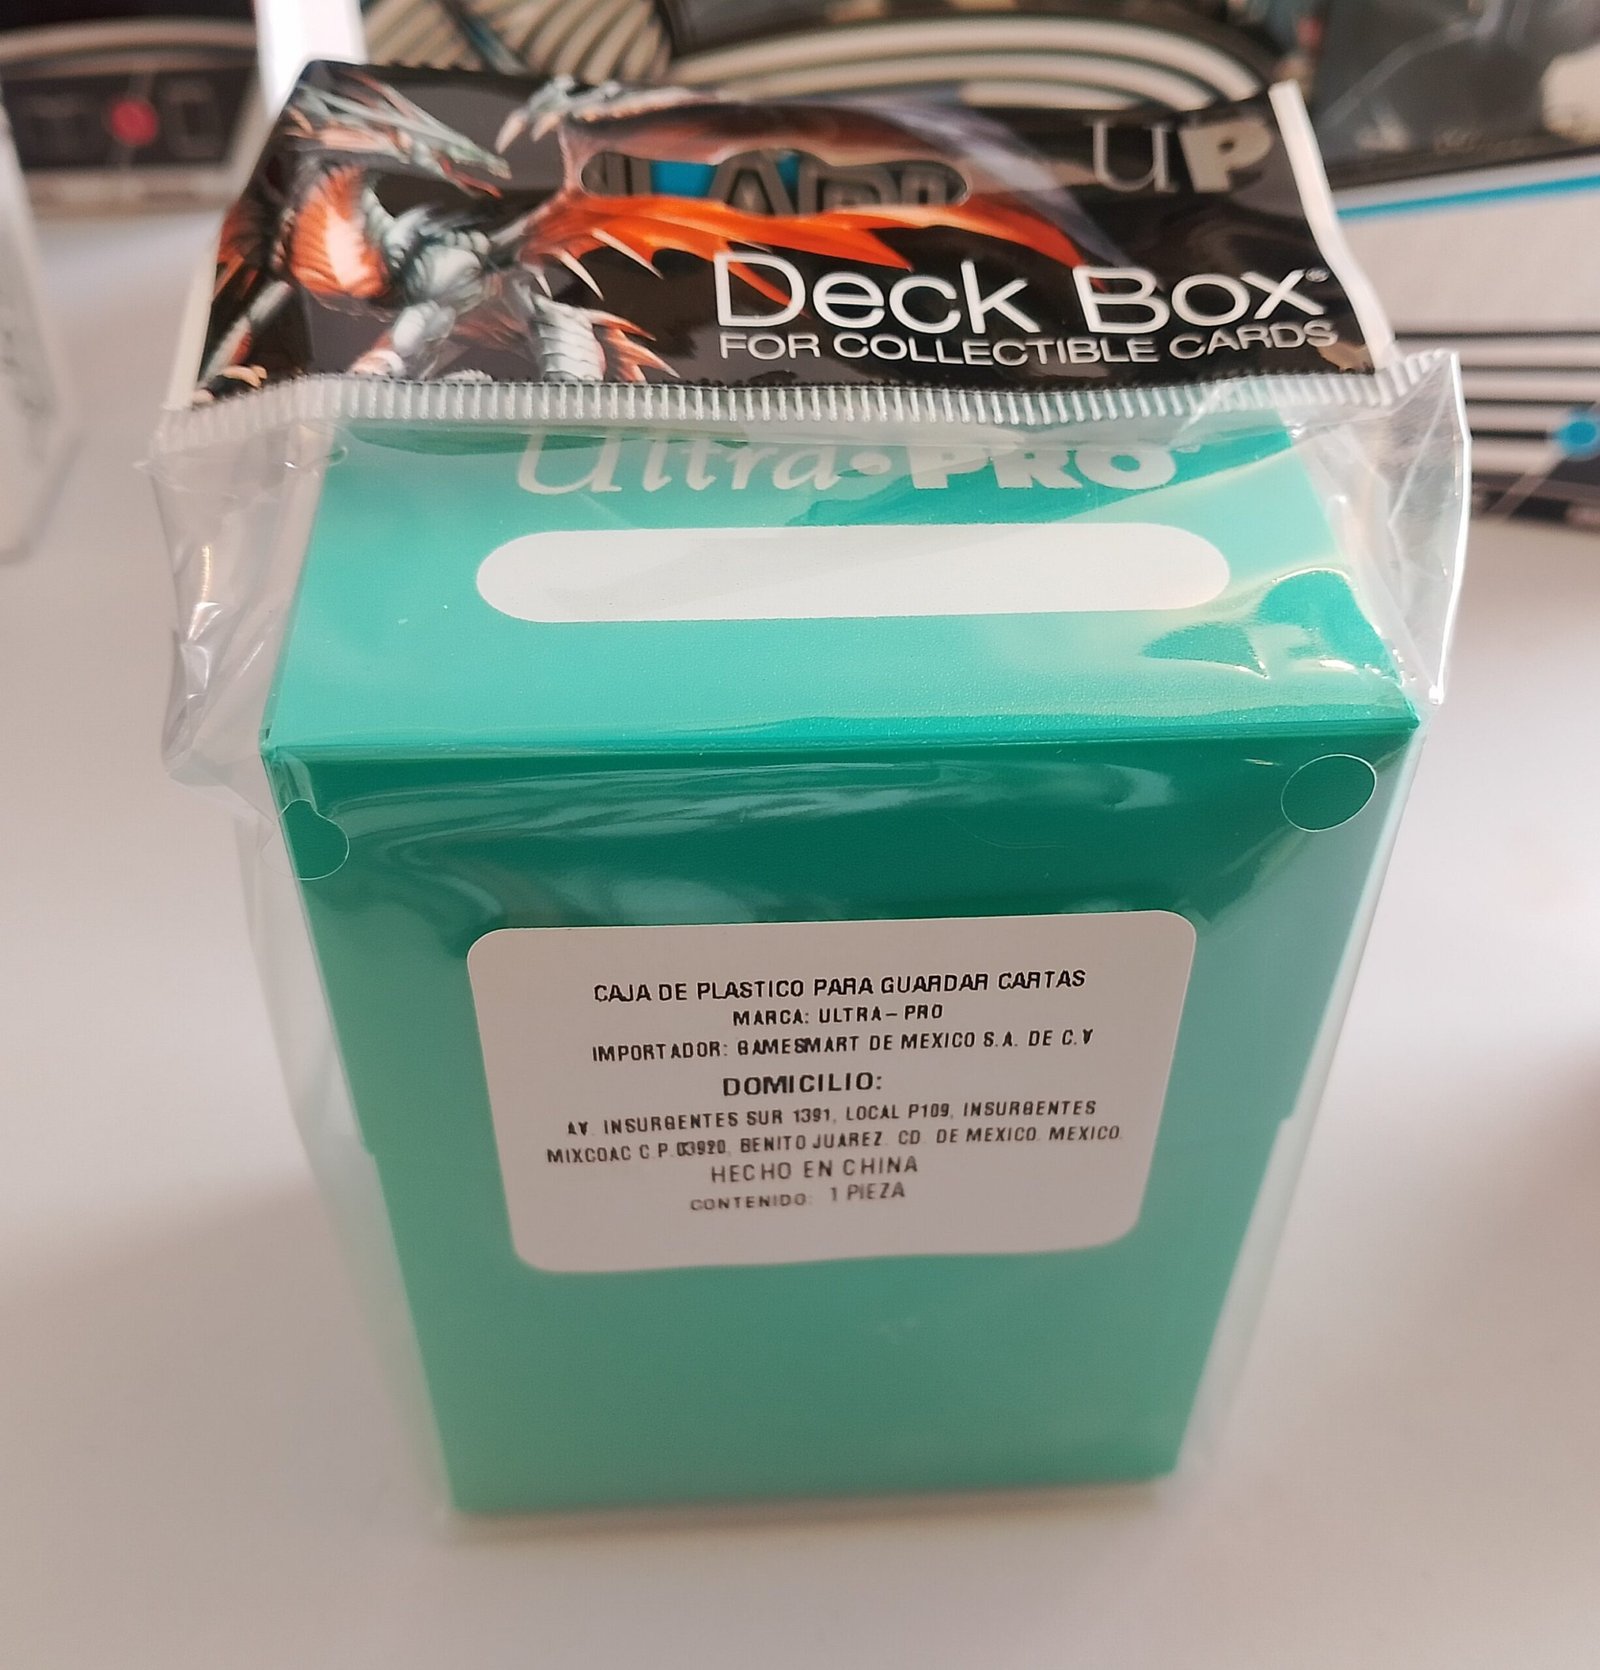 UP
Deck Box®
FOR COLLECTIBLE CARDS
Ultra•PRO
CAJA DE PLASTICO PARA GUARDAR CARTAS
MARCA: ULTRA-PRO
IMPORTADOR: GAMESMART DE MEXICO S.A. DE C.V
DOMICILIO:
AV. INSURGENTES SUR 1391, LOCAL P109, INSURGENTES
MIXCOAC C.P.03920, BENITO JUAREZ. CD. DE MEXICO. MEXICO.
HECHO EN CHINA
CONTENIDO: 1 PIEZA